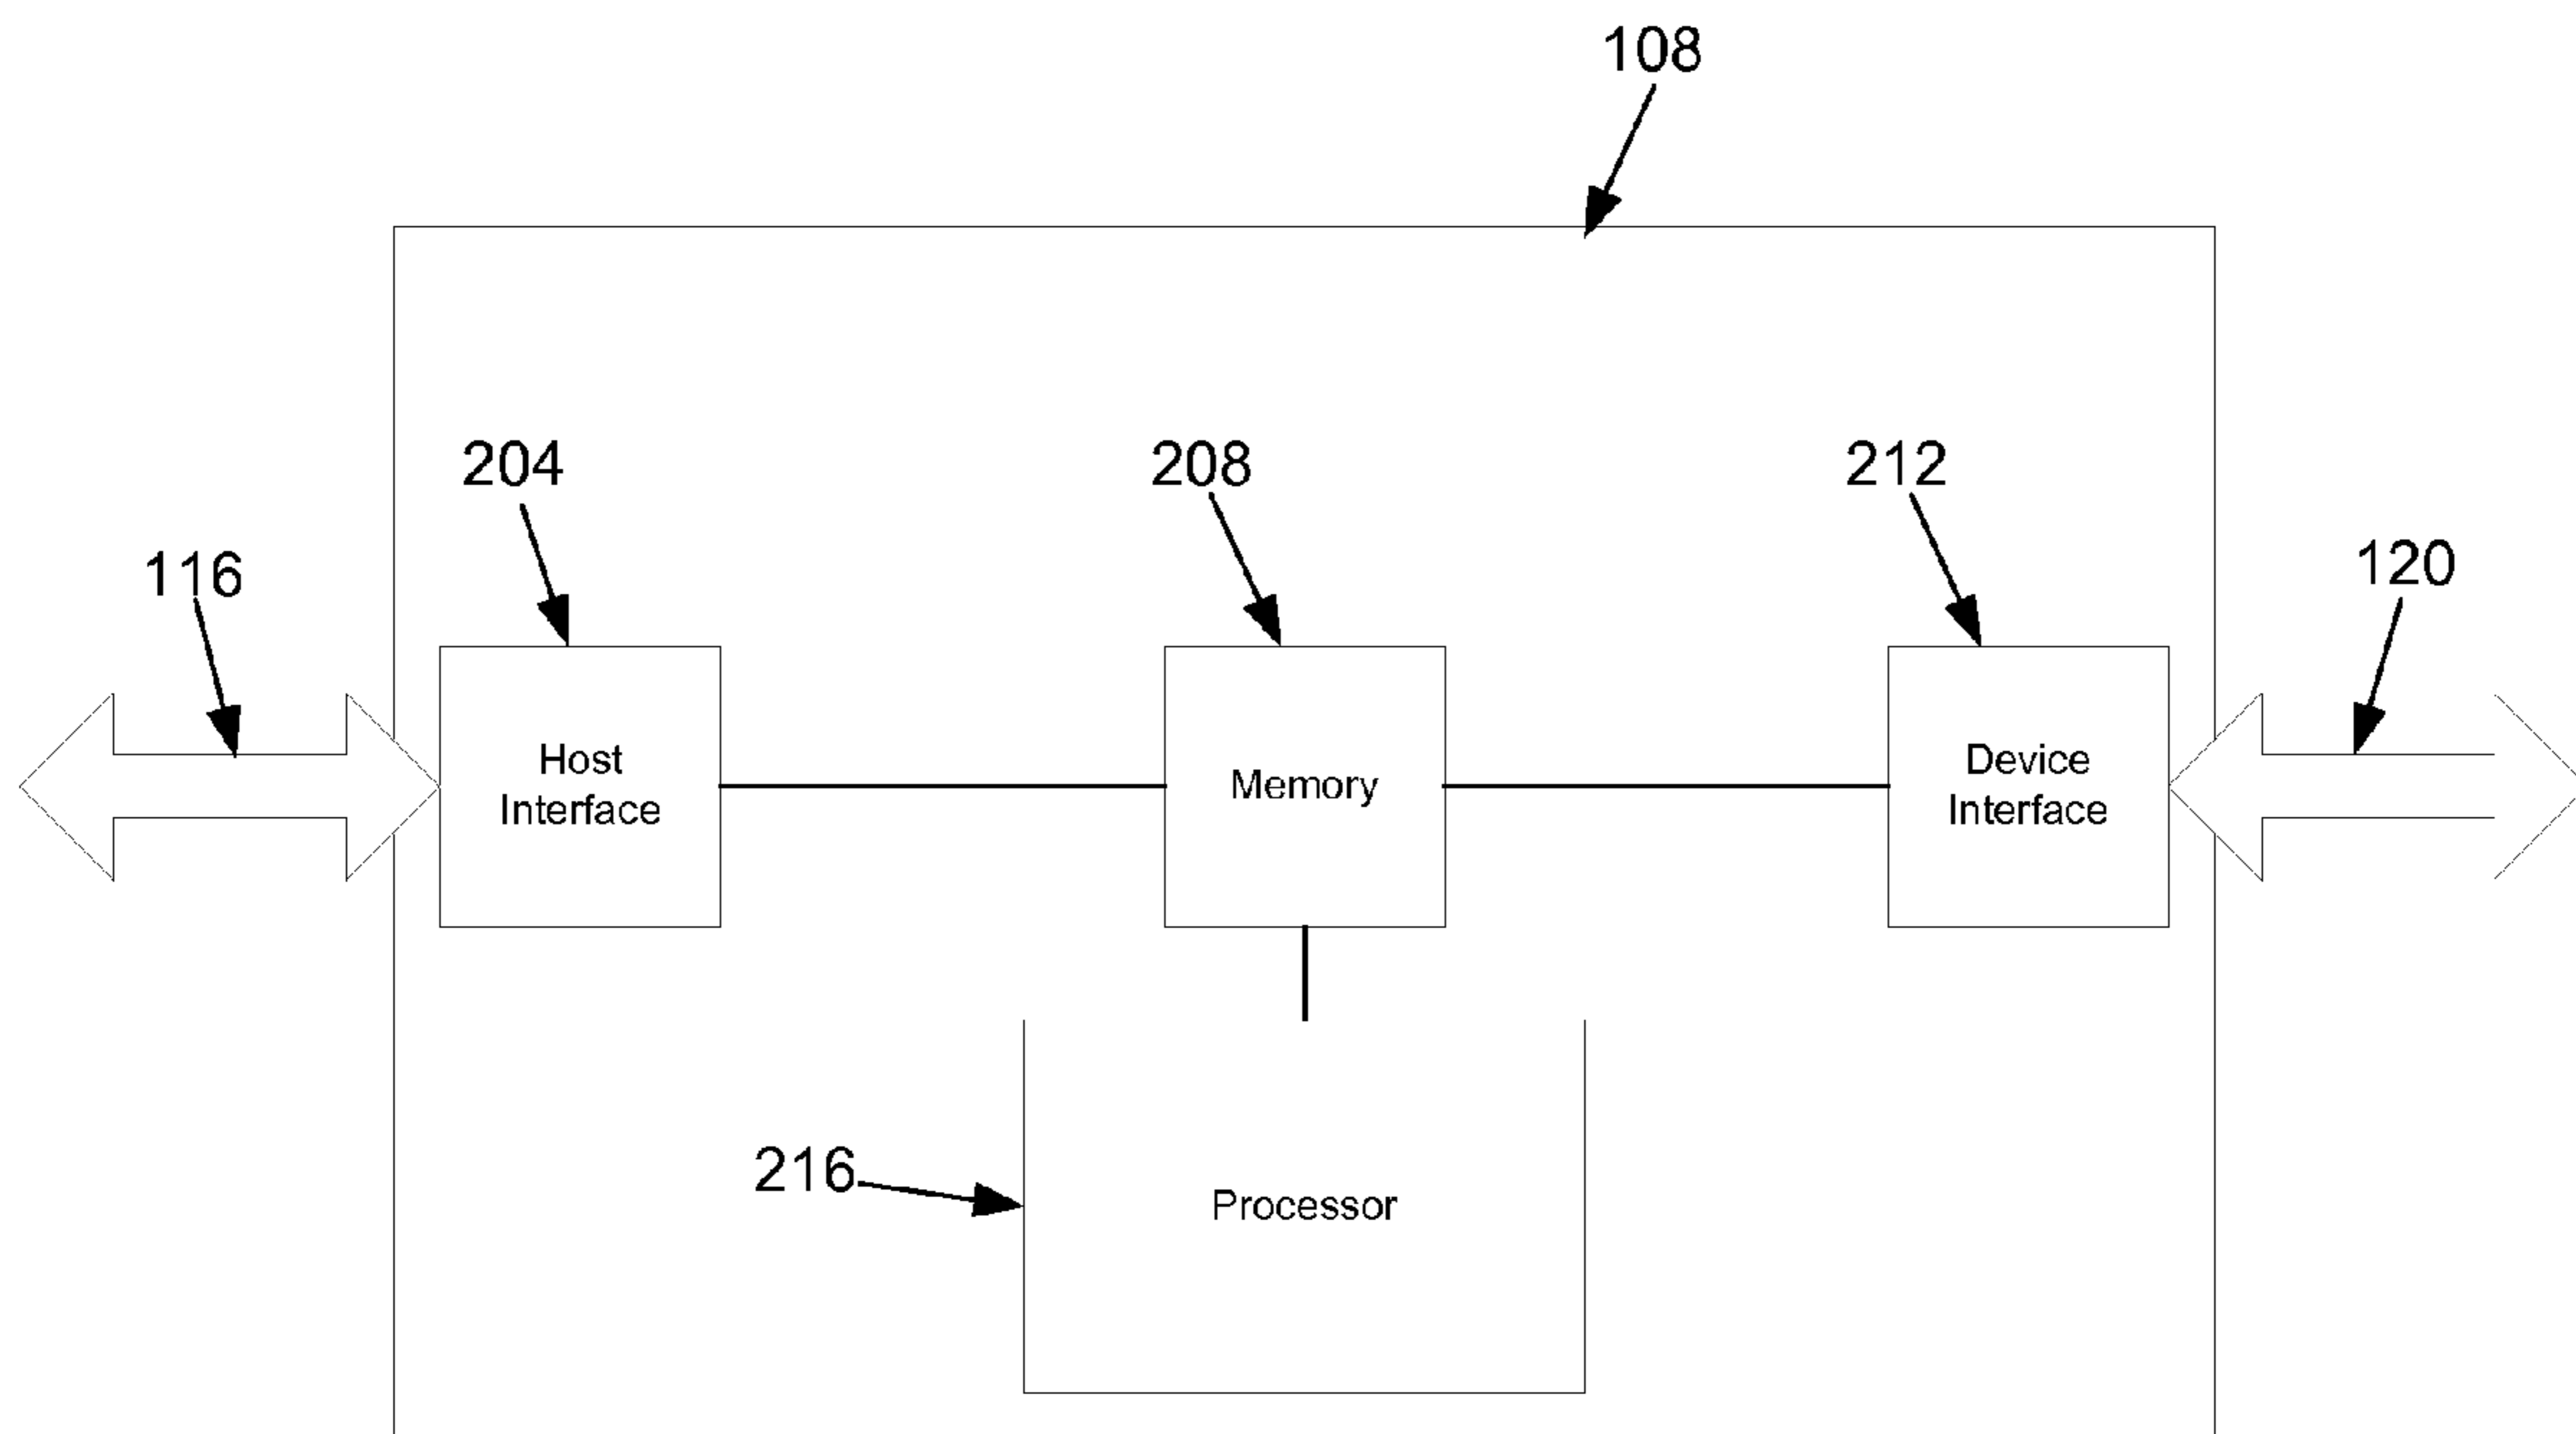 108
204
208
212
116
120
Host
Interface
Memory
Device
Interface
216
Processor